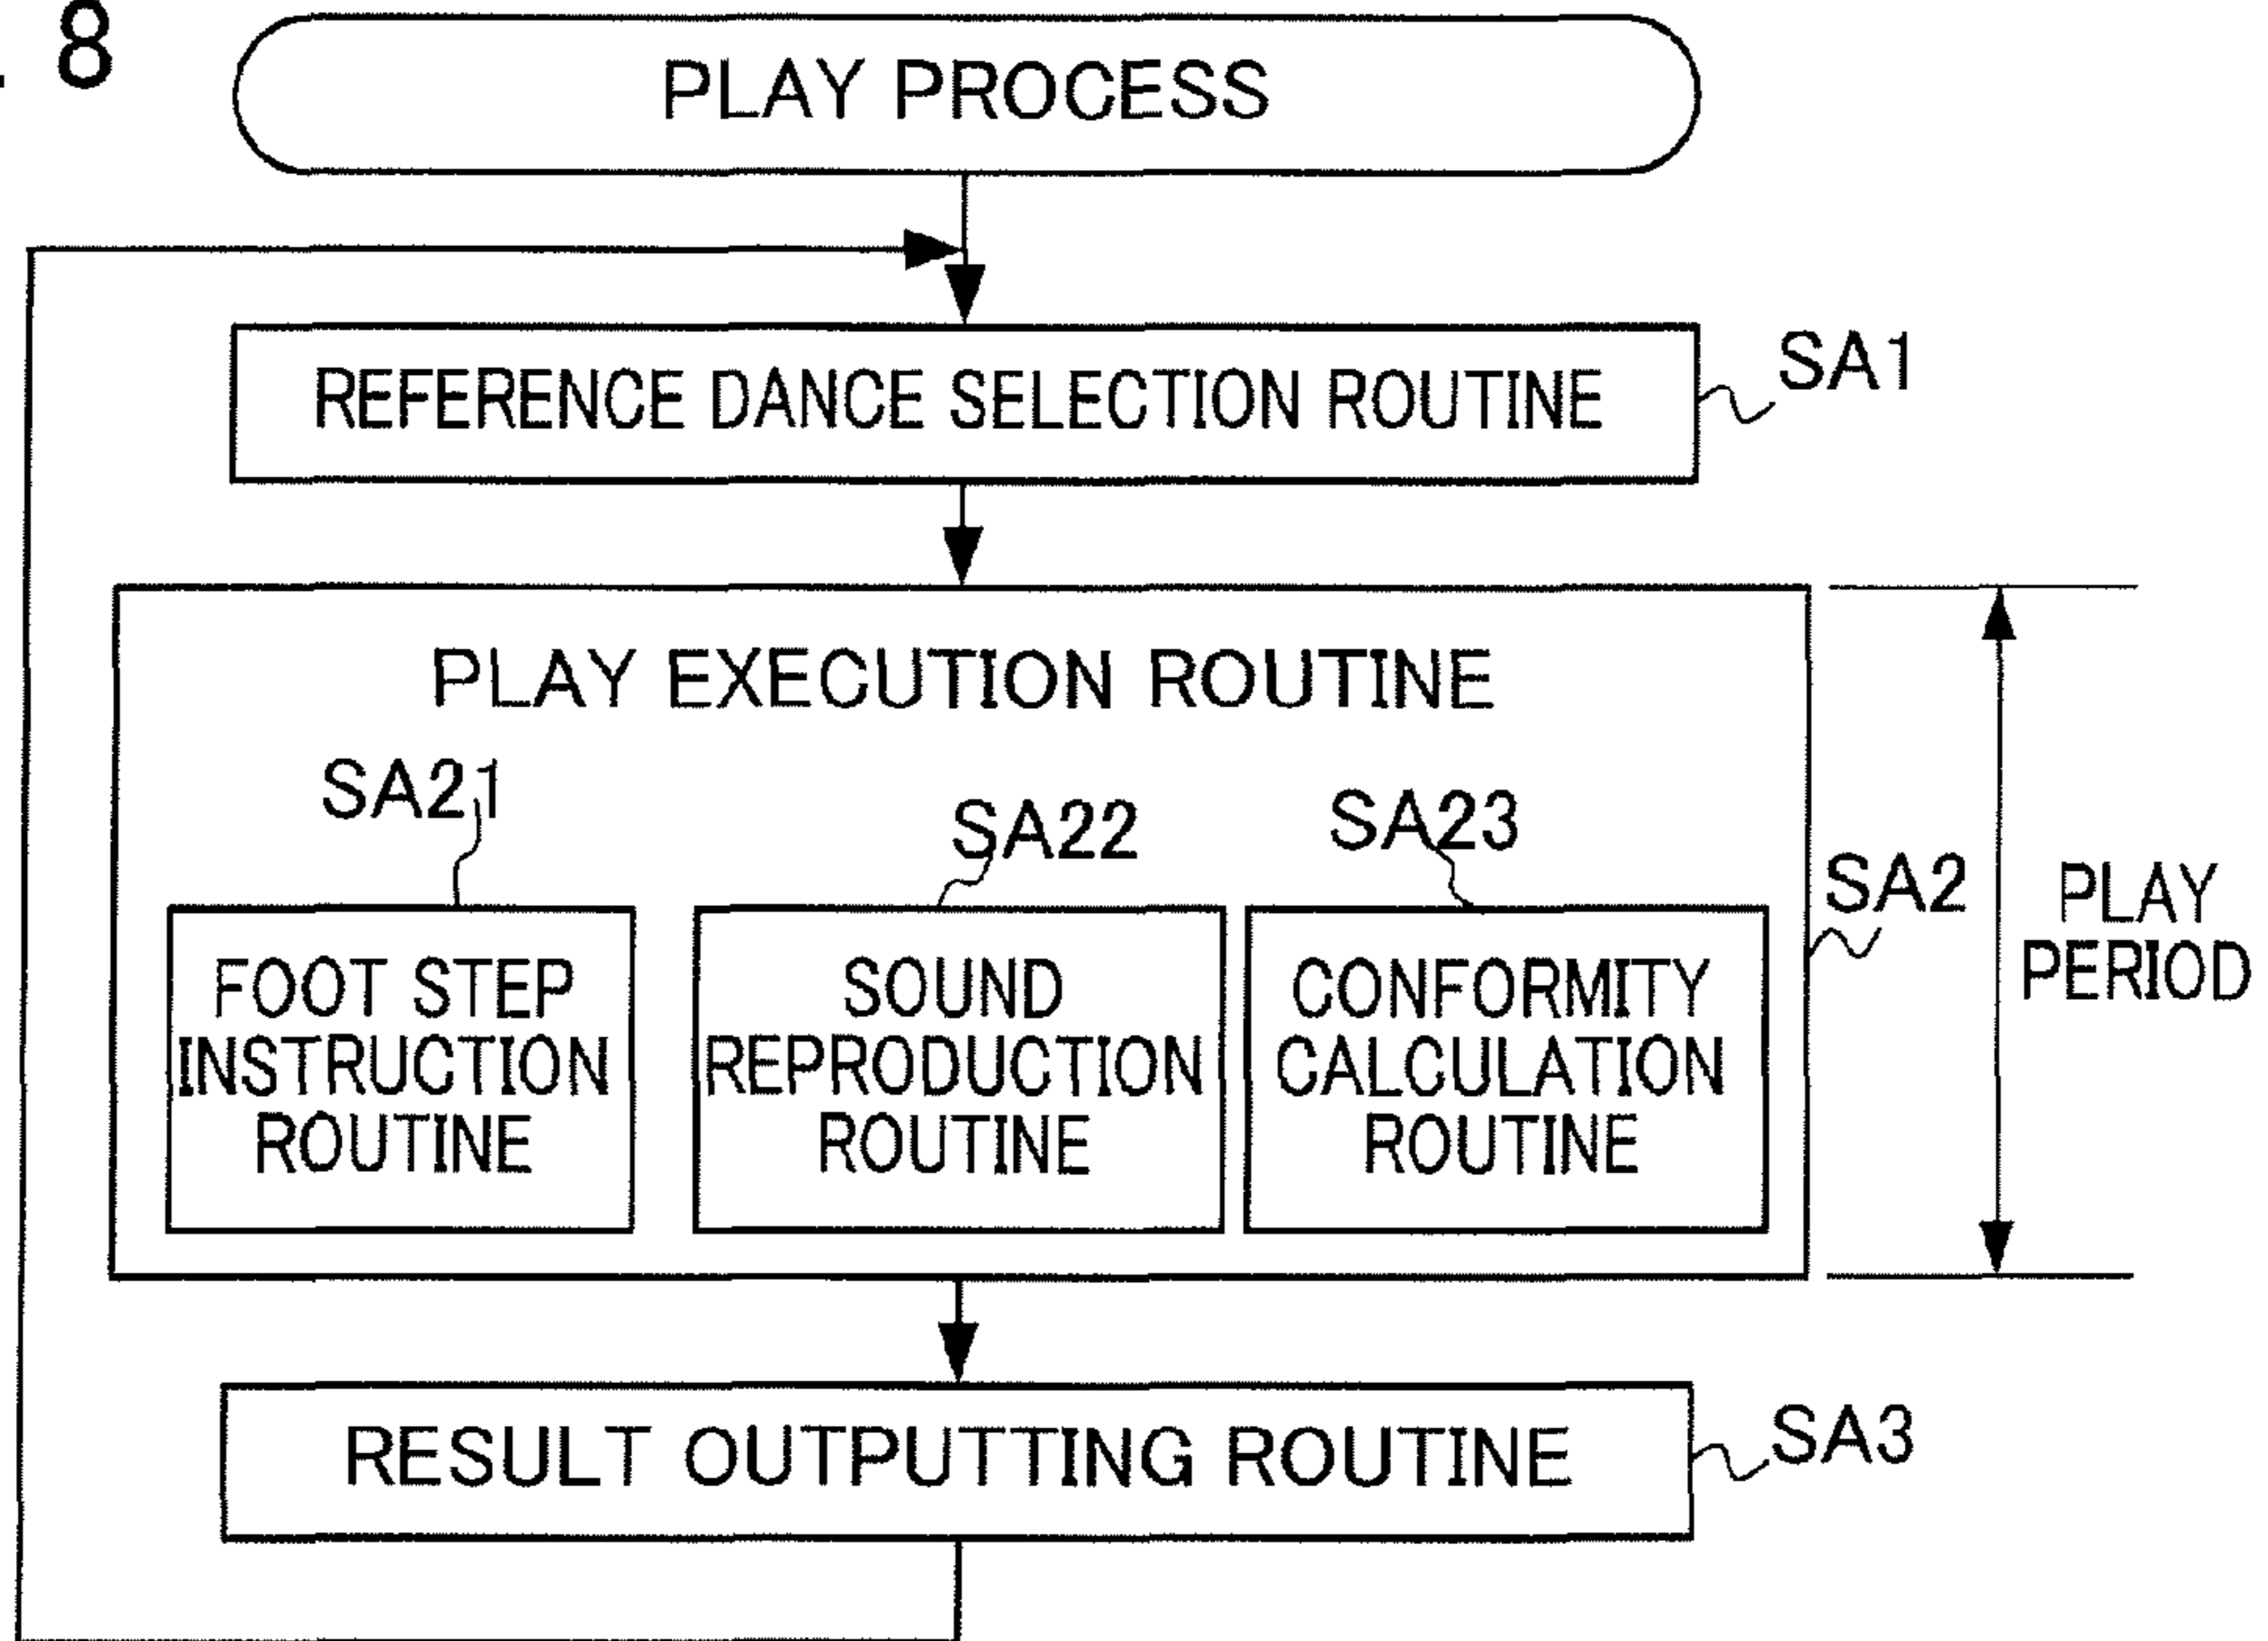 8
PLAY PROCESS
REFERENCE DANCE SELECTION ROUTINE
SA1
PLAY EXECUTION ROUTINE
SA21
SA22
SA23
FOOT STEP
INSTRUCTION
ROUTINE
SOUND
REPRODUCTION
ROUTINE
CONFORMITY
CALCULATION
ROUTINE
SA2
PLAY
PERIOD
RESULT OUTPUTTING ROUTINE
SA3